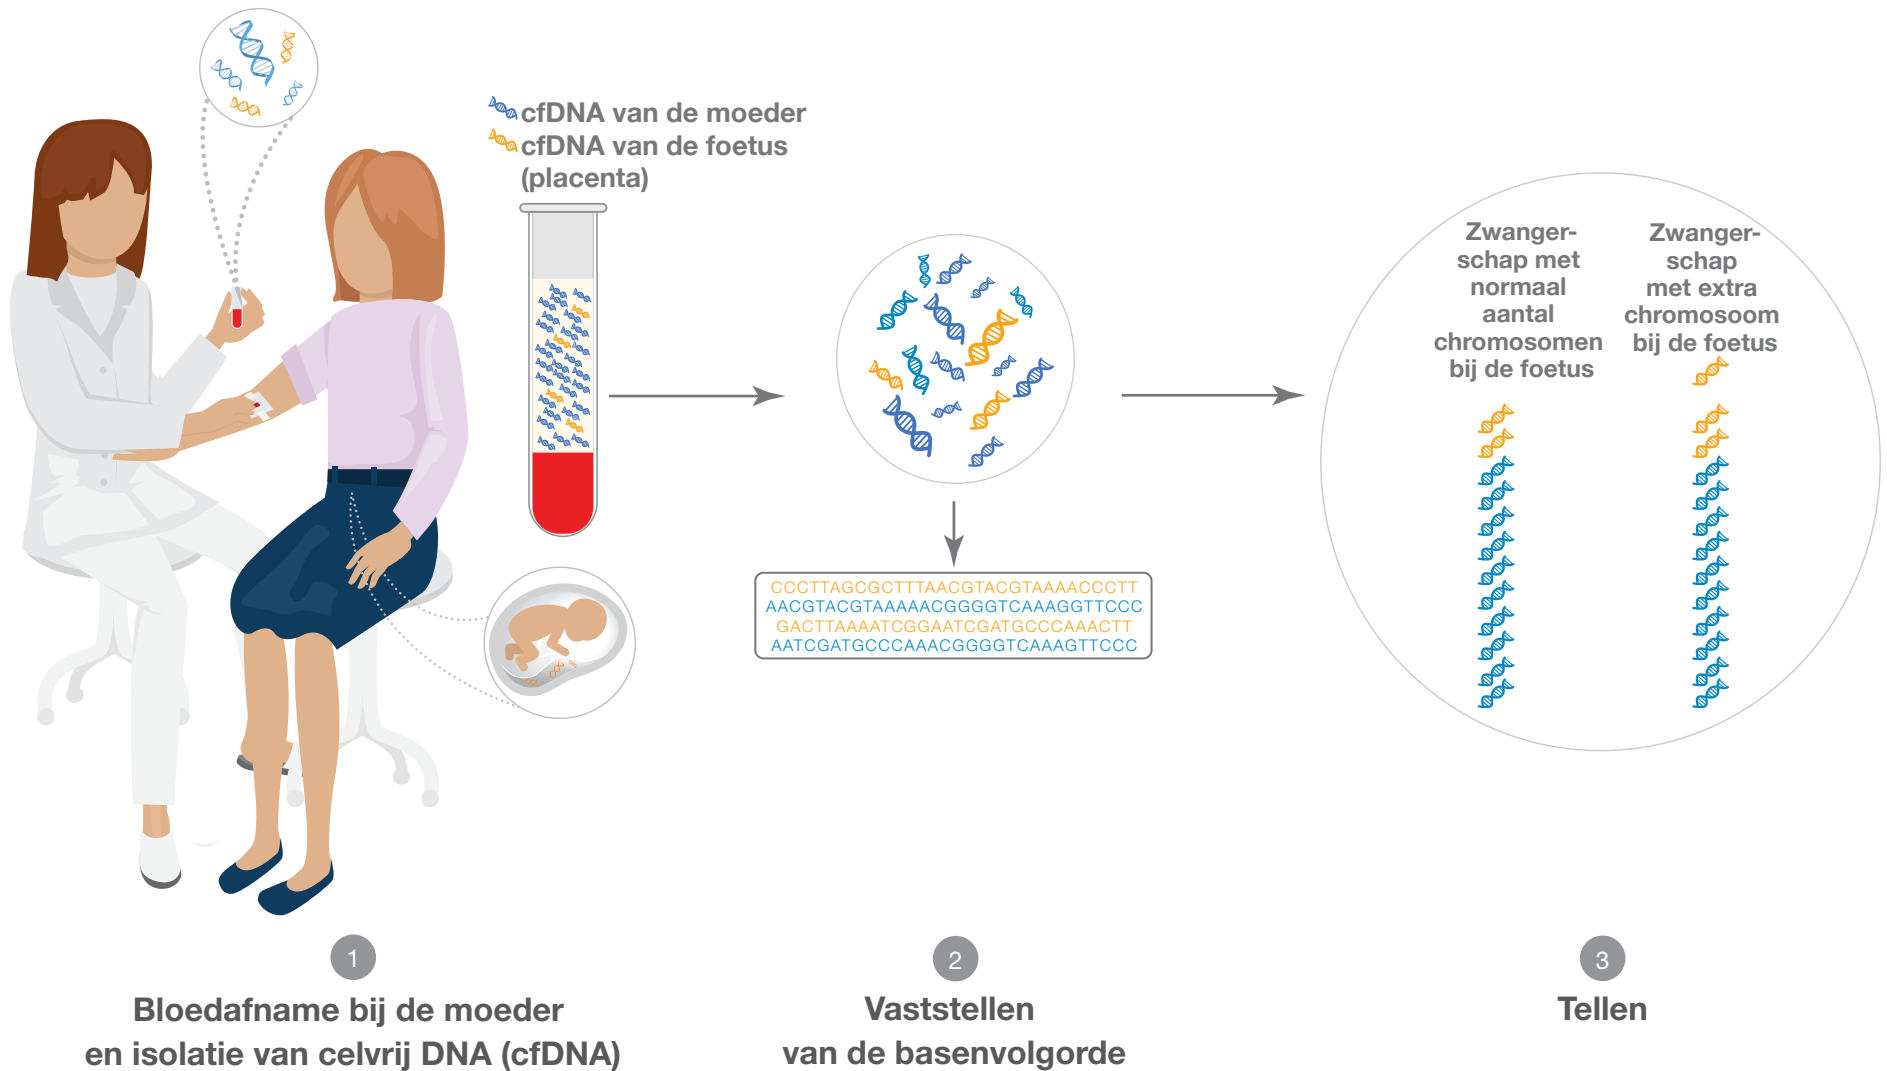 cfDNA van de moeder
cfDNA van de foetus
(placenta)
CCCTTAGCGCTTTAACGTACGTAAAACCCTT
AACGTACGTAAAAACGGGGTCAAAGGTTCCC
GACTTAAAATCGGAATCGATGCCCAAACTT
AATCGATGCCCAAACGGGGTCAAAGTTCCC
Zwanger-
schap met
normaal
aantal
chromosomen
bij de foetus
Zwanger-
schap
met extra
chromosoom
bij de foetus
1
Bloedafname bij de moeder
en isolatie van celvrij DNA (cfDNA)
2
Vaststellen
van de basenvolgorde
3
Tellen